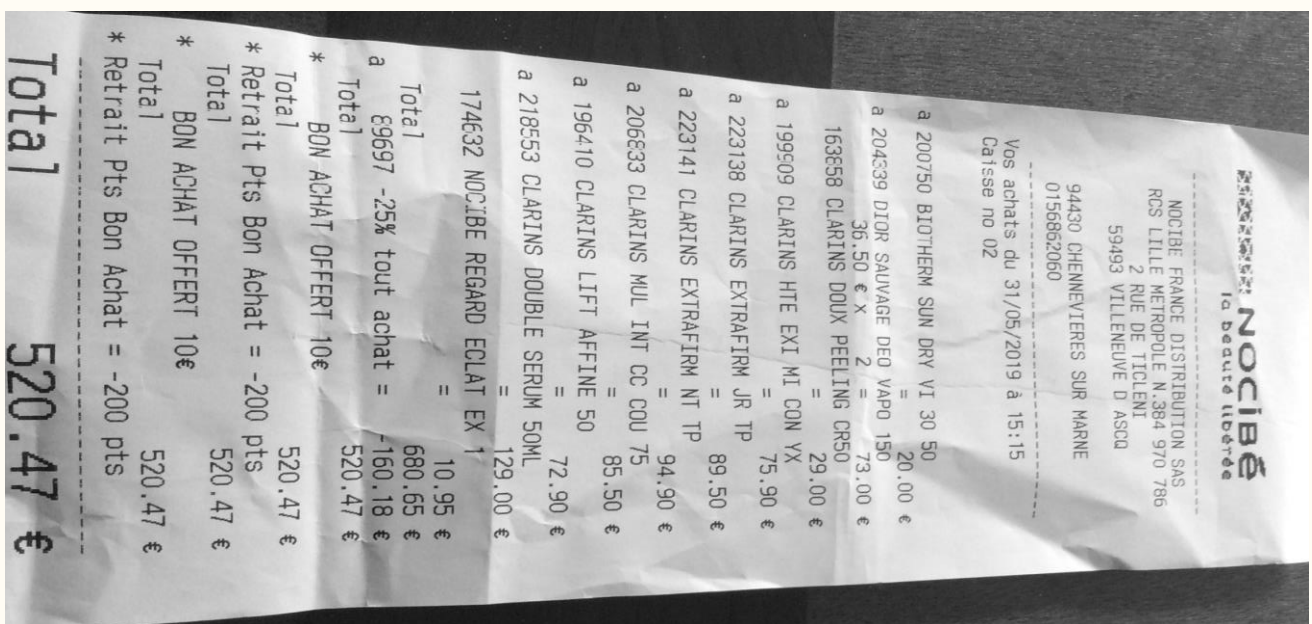 NOCIBÉ
la beauté libérée
NOCIBE FRANCE DISTRIBUTION SAS
RCS LILLE METROPOLE N.384 970 786
2 RUE DE TICLENI
59493 VILLENEUVE D ASCQ
94430 CHENNEVIERES SUR MARNE
0156862060
Vos achats du 31/05/2019 à 15:15
Caisse no 02
a 200750 BIOTHERM SUN DRY VI 30 50
= 20.00 €
a 204339 DIOR SAUVAGE DEO VAPO 150
36.50 € x 2 = 73.00 €
163858 CLARINS DOUX PEELING CR50
= 29.00 €
a 199909 CLARINS HTE EXI MI CON YX
= 75.90 €
a 223138 CLARINS EXTRAFIRM JR TP
= 89.50 €
a 223141 CLARINS EXTRAFIRM NT TP
= 94.90 €
a 206833 CLARINS MUL INT CC COU 75
= 85.50 €
a 196410 CLARINS LIFT AFFINE 50
= 72.90 €
a 218553 CLARINS DOUBLE SERUM 50ML
= 129.00 €
174632 NOCIBE REGARD ECLAT EX 1
= 10.95 €
Total 680.65 €
a 89697 -25% tout achat = -160.18 €
Total 520.47 €
* BON ACHAT OFFERT 10€
Total 520.47 €
* Retrait Pts Bon Achat = -200 pts
Total 520.47 €
* BON ACHAT OFFERT 10€
Total 520.47 €
* Retrait Pts Bon Achat = -200 pts
Total 520.47 €